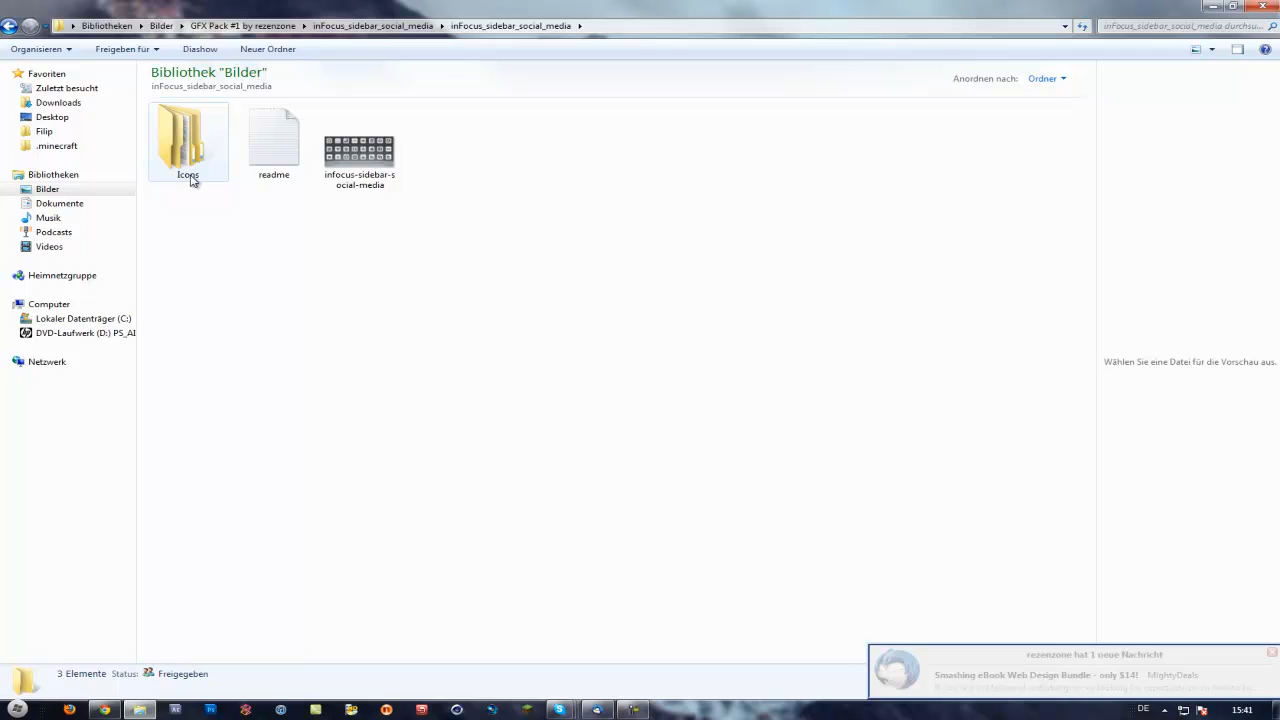 Bibliotheken Bilder GFX Pack #1 by rezenzone inFocus_sidebar_social_media inFocus_sidebar_social_media inFocus_sidebar_social_media durchsu...
Organisieren Freigeben für Diashow Neuer Ordner
Favoriten
Zuletzt besucht
Downloads
Desktop
Filip
.minecraft
Bibliotheken
Bilder
Dokumente
Musik
Podcasts
Videos
Heimnetzgruppe
Computer
Lokaler Datenträger (C:)
DVD-Laufwerk (D:) PS_AI
Netzwerk
Bibliothek "Bilder"
inFocus_sidebar_social_media
Anordnen nach: Ordner
Icons
readme
infocus-sidebar-s
ocial-media
Wählen Sie eine Datei für die Vorschau aus.
3 Elemente Status: Freigegeben
rezenzone hat 1 neue Nachricht
Smashing eBook Web Design Bundle - only $14! MightyDeals
DE 15:41